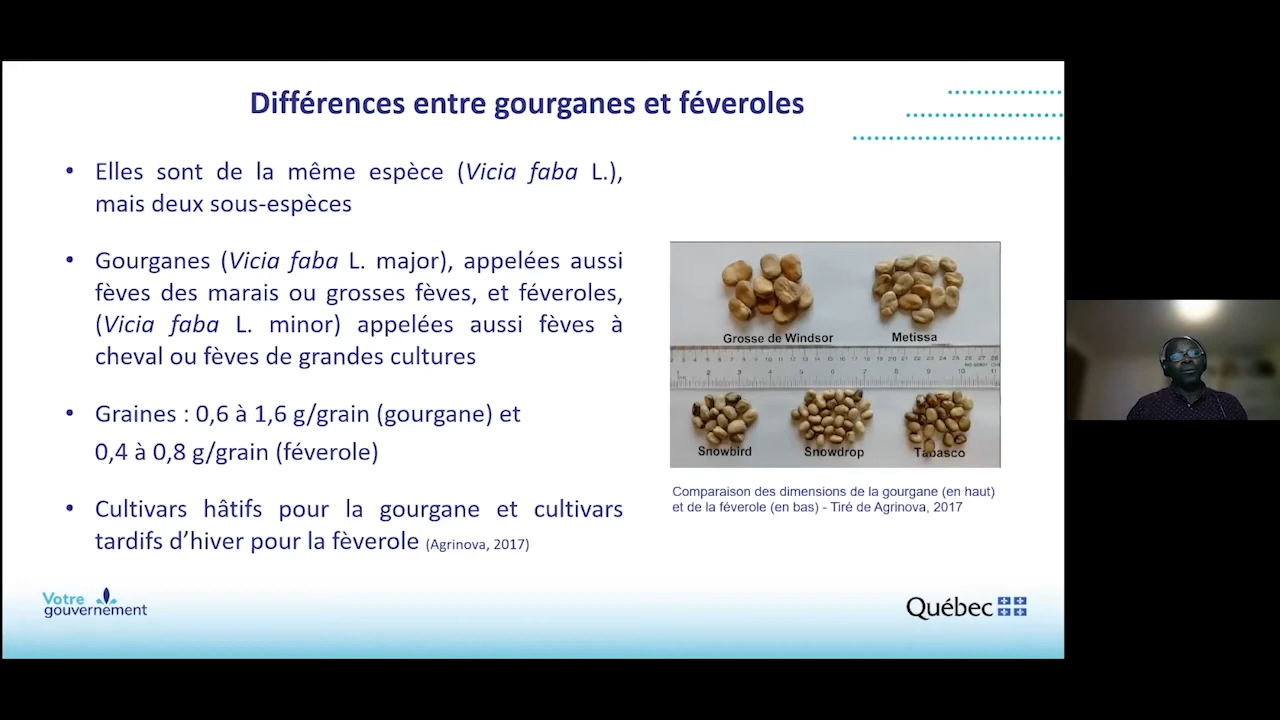 Différences entre gourganes et féveroles
• Elles sont de la même espèce (Vicia faba L.),
mais deux sous-espèces
• Gourganes (Vicia faba L. major), appelées aussi
fèves des marais ou grosses fèves, et féveroles,
(Vicia faba L. minor) appelées aussi fèves à
cheval ou fèves de grandes cultures
• Graines : 0,6 à 1,6 g/grain (gourgane) et
0,4 à 0,8 g/grain (féverole)
• Cultivars hâtifs pour la gourgane et cultivars
tardifs d’hiver pour la fèverole (Agrinova, 2017)
Grosse de Windsor
Metissa
Snowbird
Snowdrop
Tabasco
Comparaison des dimensions de la gourgane (en haut)
et de la féverole (en bas) - Tiré de Agrinova, 2017
Votre
gouvernement
Québec